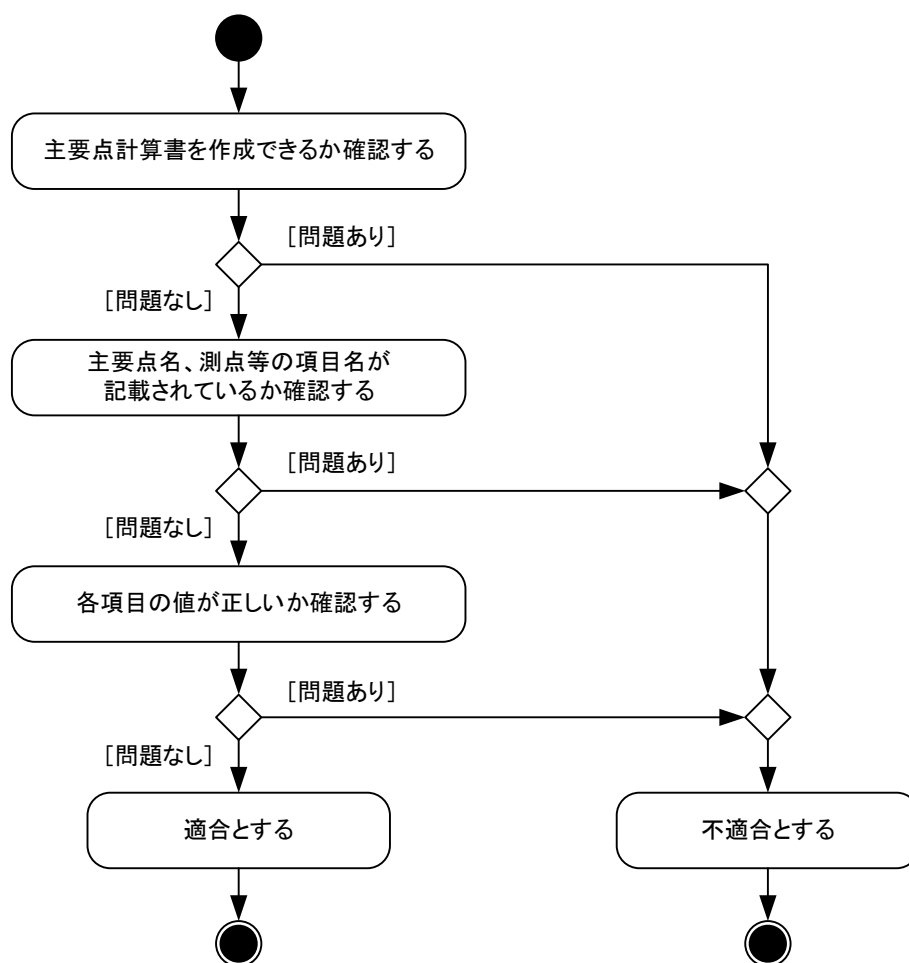 主要点計算書を作成できるか確認する
[問題あり]
[問題なし]
主要点名、測点等の項目名が
記載されているか確認する
[問題あり]
[問題なし]
各項目の値が正しいか確認する
[問題あり]
[問題なし]
適合とする
不適合とする